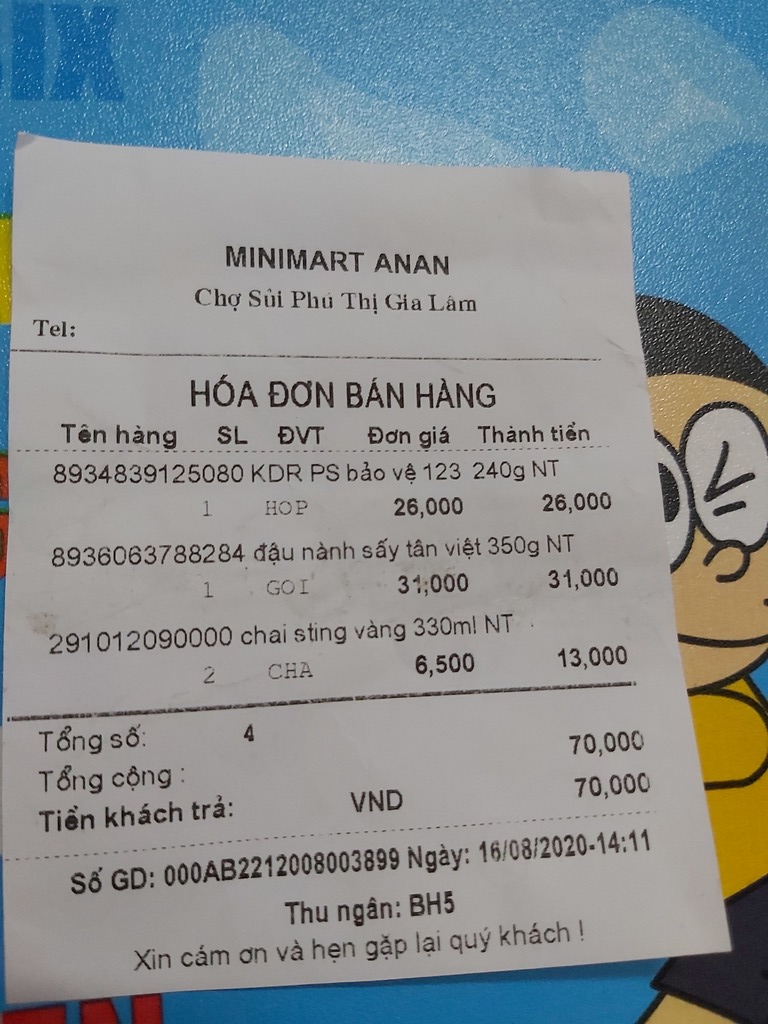 MINIMART ANAN
Chợ Sủi Phú Thị Gia Lâm
Tel:
HÓA ĐƠN BÁN HÀNG
Tên hàng SL ĐVT Đơn giá Thành tiền
8934839125080 KDR PS bảo vệ 123 240g NT
1 HOP 26,000 26,000
8936063788284 đậu nành sấy tân việt 350g NT
1 GOI 31,000 31,000
291012090000 chai sting vàng 330ml NT
2 CHA 6,500 13,000
Tổng số: 4
Tổng cộng : 70,000
Tiền khách trả: VND 70,000
Số GD: 000AB2212008003899 Ngày: 16/08/2020-14:11
Thu ngân: BH5
Xin cám ơn và hẹn gặp lại quý khách !